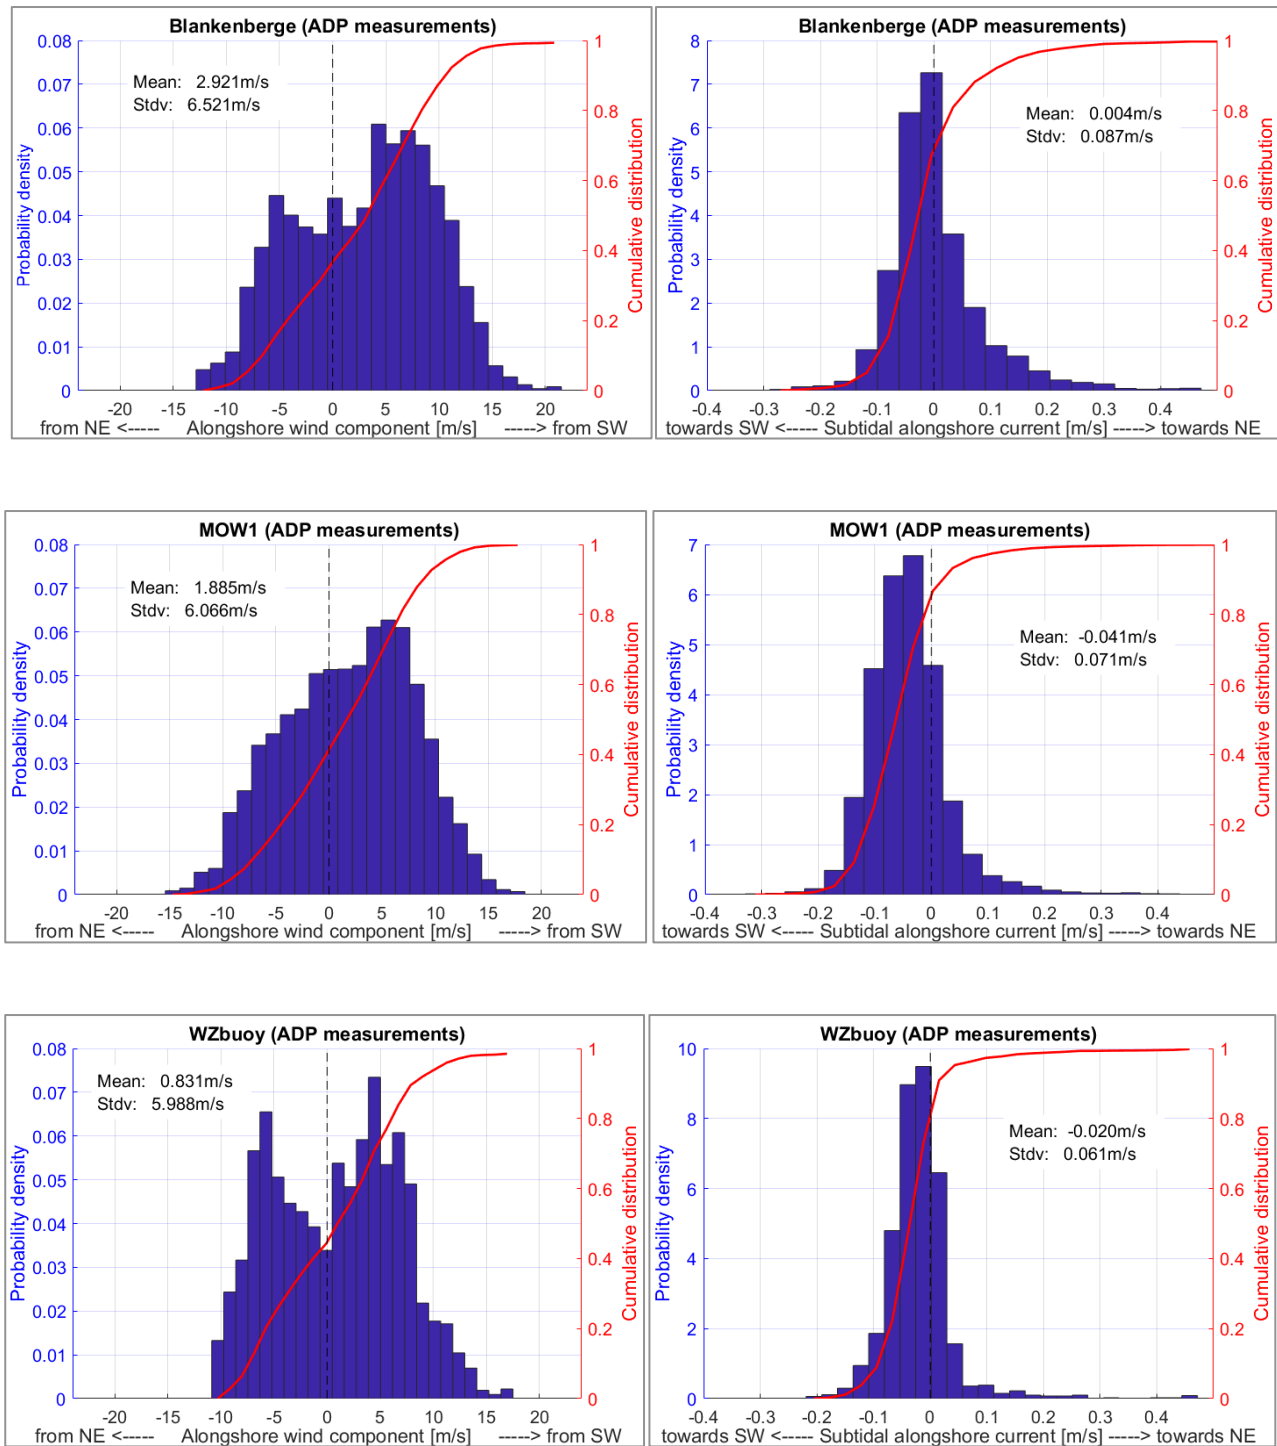 Blankenberge (ADP measurements)
0.08
0.07
0.06
0.05
0.04
0.03
0.02
0.01
0
Probability density
Mean: 2.921m/s
Stdv: 6.521m/s
1
0.8
0.6
0.4
0.2
0
Cumulative distribution
-20 -15 -10 -5 0 5 10 15 20
from NE <----- Alongshore wind component [m/s] -----> from SW
Blankenberge (ADP measurements)
8
7
6
5
4
3
2
1
0
Probability density
Mean: 0.004m/s
Stdv: 0.087m/s
1
0.8
0.6
0.4
0.2
0
Cumulative distribution
-0.4 -0.3 -0.2 -0.1 0 0.1 0.2 0.3 0.4
towards SW <----- Subtidal alongshore current [m/s] -----> towards NE
MOW1 (ADP measurements)
0.08
0.07
0.06
0.05
0.04
0.03
0.02
0.01
0
Probability density
Mean: 1.885m/s
Stdv: 6.066m/s
1
0.8
0.6
0.4
0.2
0
Cumulative distribution
-20 -15 -10 -5 0 5 10 15 20
from NE <----- Alongshore wind component [m/s] -----> from SW
MOW1 (ADP measurements)
7
6
5
4
3
2
1
0
Probability density
Mean: -0.041m/s
Stdv: 0.071m/s
1
0.8
0.6
0.4
0.2
0
Cumulative distribution
-0.4 -0.3 -0.2 -0.1 0 0.1 0.2 0.3 0.4
towards SW <----- Subtidal alongshore current [m/s] -----> towards NE
WZbuoy (ADP measurements)
0.08
0.07
0.06
0.05
0.04
0.03
0.02
0.01
0
Probability density
Mean: 0.831m/s
Stdv: 5.988m/s
1
0.8
0.6
0.4
0.2
0
Cumulative distribution
-20 -15 -10 -5 0 5 10 15 20
from NE <----- Alongshore wind component [m/s] -----> from SW
WZbuoy (ADP measurements)
10
8
6
4
2
0
Probability density
Mean: -0.020m/s
Stdv: 0.061m/s
1
0.8
0.6
0.4
0.2
0
Cumulative distribution
-0.4 -0.3 -0.2 -0.1 0 0.1 0.2 0.3 0.4
towards SW <----- Subtidal alongshore current [m/s] -----> towards NE